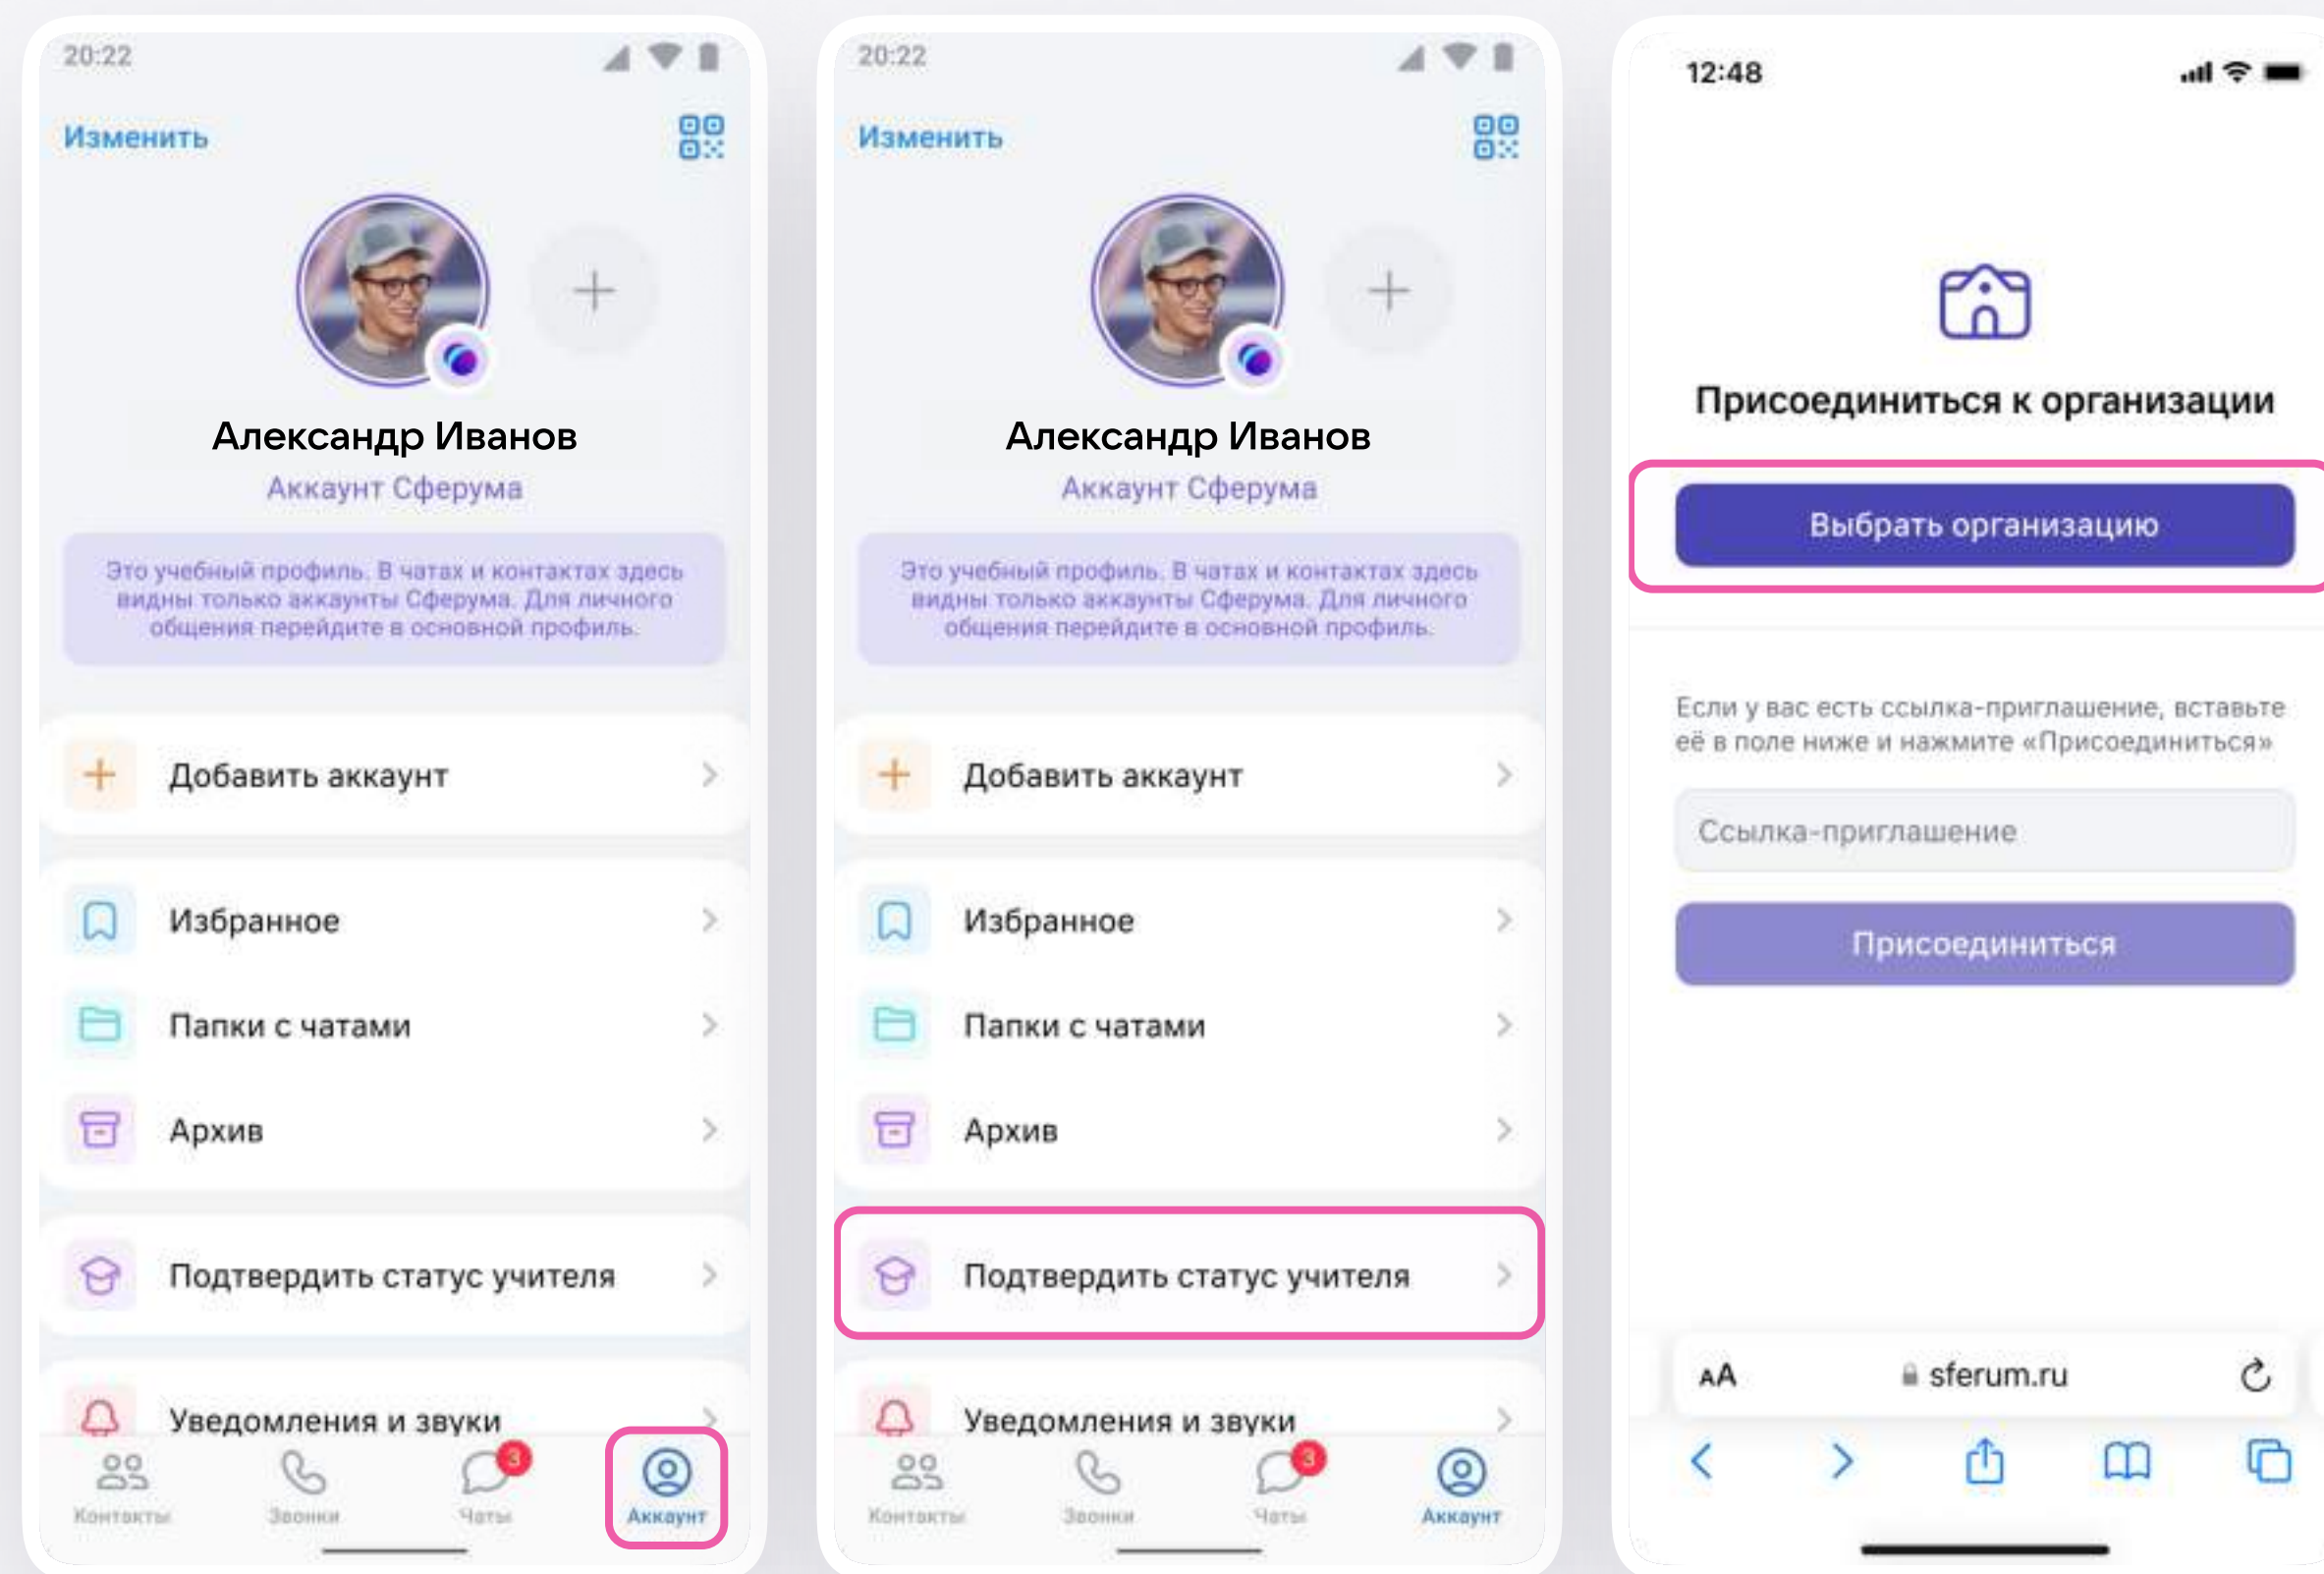 20:22
Изменить
Александр Иванов
Аккаунт Сферума
Это учебный профиль. В чатах и контактах здесь
видны только аккаунты Сферума. Для личного
общения перейдите в основной профиль.
Добавить аккаунт
Избранное
Папки с чатами
Архив
Подтвердить статус учителя
Уведомления и звуки
3
Контакты
Звонки
Чаты
Аккаунт
20:22
Изменить
Александр Иванов
Аккаунт Сферума
Это учебный профиль. В чатах и контактах здесь
видны только аккаунты Сферума. Для личного
общения перейдите в основной профиль.
Добавить аккаунт
Избранное
Папки с чатами
Архив
Подтвердить статус учителя
Уведомления и звуки
3
Контакты
Звонки
Чаты
Аккаунт
12:48
Присоединиться к организации
Выбрать организацию
Если у вас есть ссылка-приглашение, вставьте
её в поле ниже и нажмите «Присоединиться»
Ссылка-приглашение
Присоединиться
АА
sferum.ru